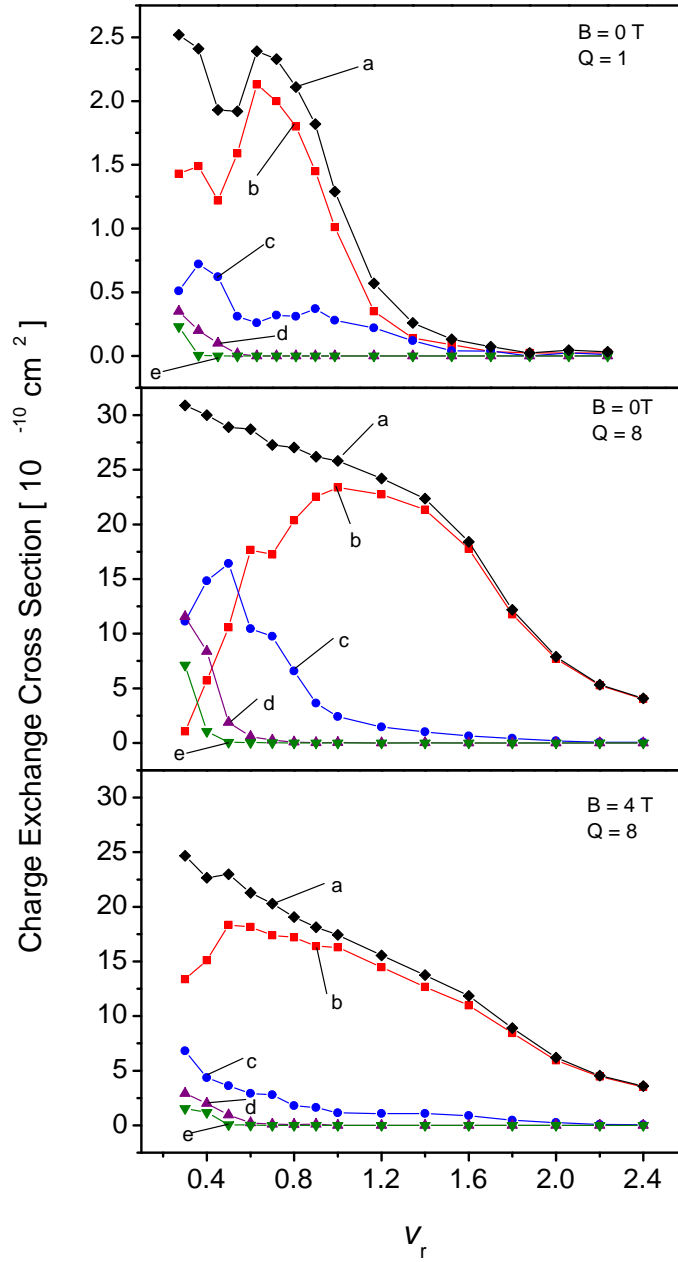 Charge Exchange Cross Section [ 10 -10 cm 2 ]
B = 0 T
Q = 1
2.5
2.0
1.5
1.0
0.5
0.0
a
b
c
d
e
B = 0T
Q = 8
30
25
20
15
10
5
0
a
b
c
d
e
B = 4 T
Q = 8
30
25
20
15
10
5
0
a
b
c
d
e
0.4 0.8 1.2 1.6 2.0 2.4
vr